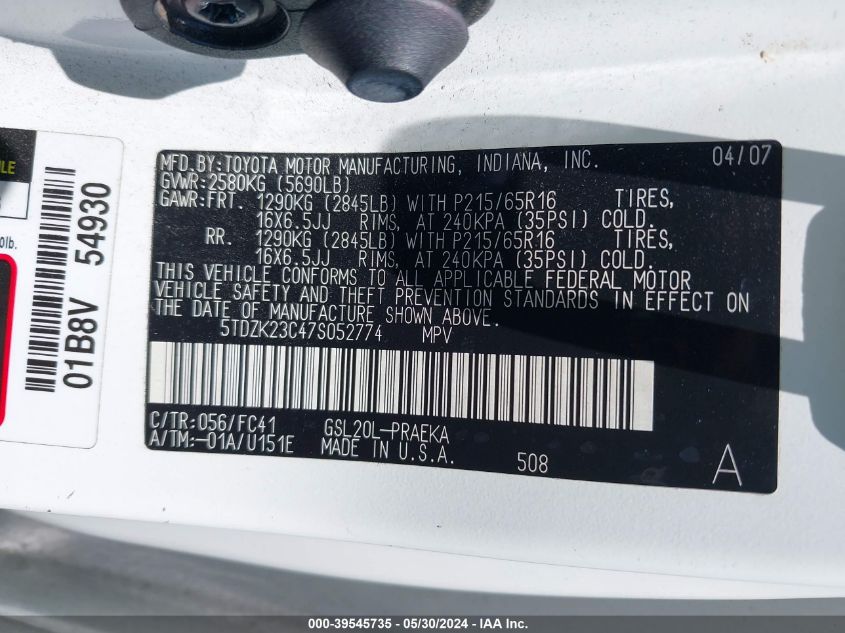 MFD. BY: TOYOTA MOTOR MANUFACTURING, INDIANA, INC. 04/07
GVWR: 2580KG (5690LB)
GAWR: FRT. 1290KG (2845LB) WITH P215/65R16 TIRES,
16X6.5JJ RIMS, AT 240KPA (35PSI) COLD.
RR. 1290KG (2845LB) WITH P215/65R16 TIRES,
16X6.5JJ RIMS, AT 240KPA (35PSI) COLD.
THIS VEHICLE CONFORMS TO ALL APPLICABLE FEDERAL MOTOR
VEHICLE SAFETY AND THEFT PREVENTION STANDARDS IN EFFECT ON
THE DATE OF MANUFACTURE SHOWN ABOVE.
5TDZK23C47S052774 MPV
C/TR: 056/FC41 GSL20L-PRAEKA
A/TM: -01A/U151E MADE IN U.S.A. 508 A
01B8V 54930
0lb.
000-39545735 - 05/30/2024 - IAA Inc.